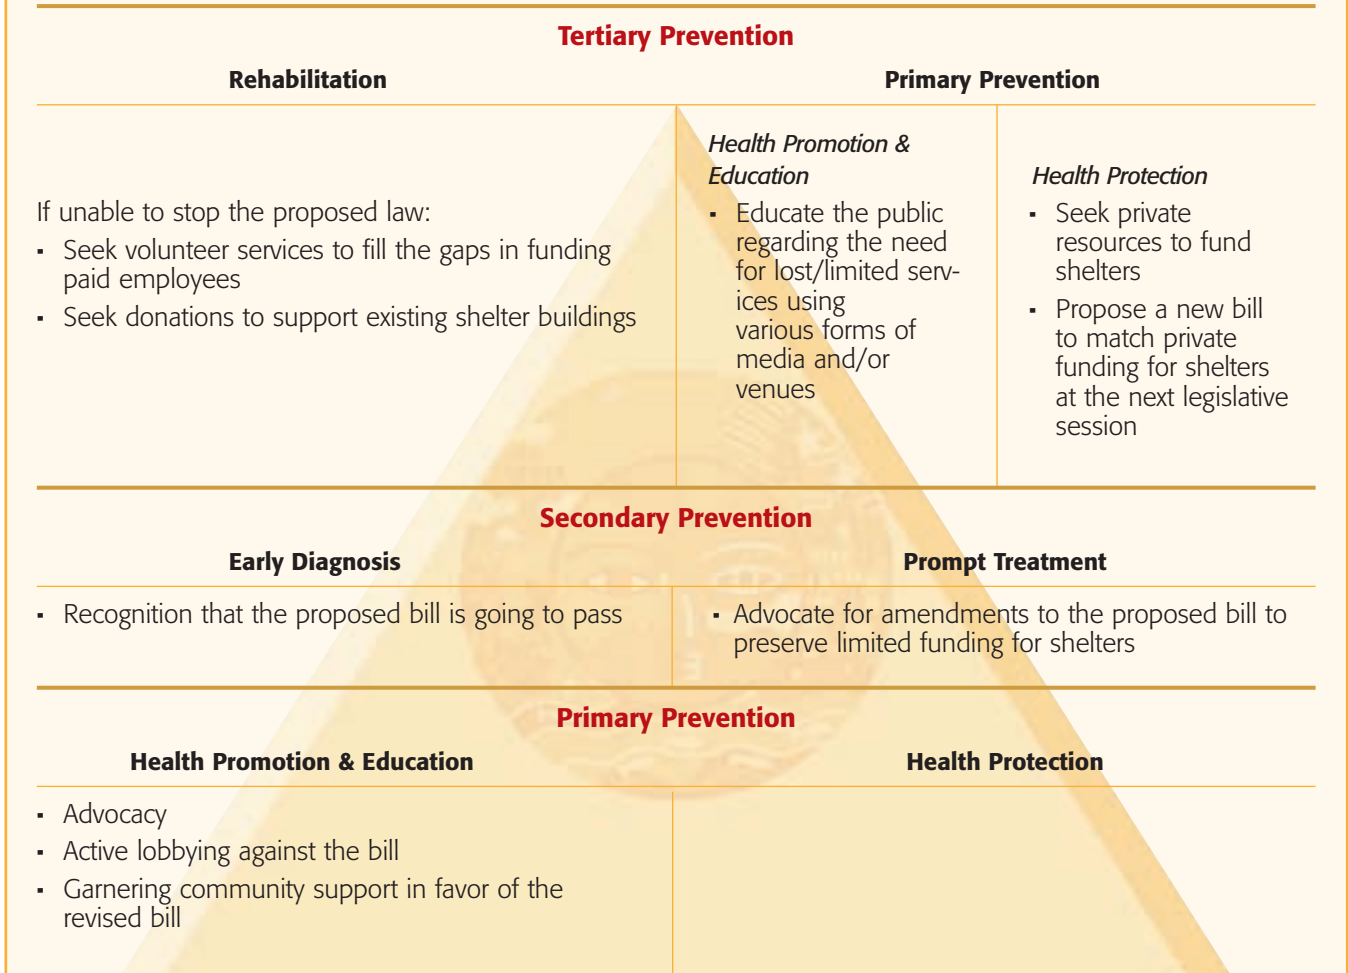 Tertiary Prevention
Rehabilitation
Primary Prevention
If unable to stop the proposed law:
▪ Seek volunteer services to fill the gaps in funding
paid employees
▪ Seek donations to support existing shelter buildings
Health Promotion &
Education
▪ Educate the public
regarding the need
for lost/limited serv-
ices using
various forms of
media and/or
venues
Health Protection
▪ Seek private
resources to fund
shelters
▪ Propose a new bill
to match private
funding for shelters
at the next legislative
session
Secondary Prevention
Early Diagnosis
Prompt Treatment
▪ Recognition that the proposed bill is going to pass
▪ Advocate for amendments to the proposed bill to
preserve limited funding for shelters
Primary Prevention
Health Promotion & Education
Health Protection
▪ Advocacy
▪ Active lobbying against the bill
▪ Garnering community support in favor of the
revised bill